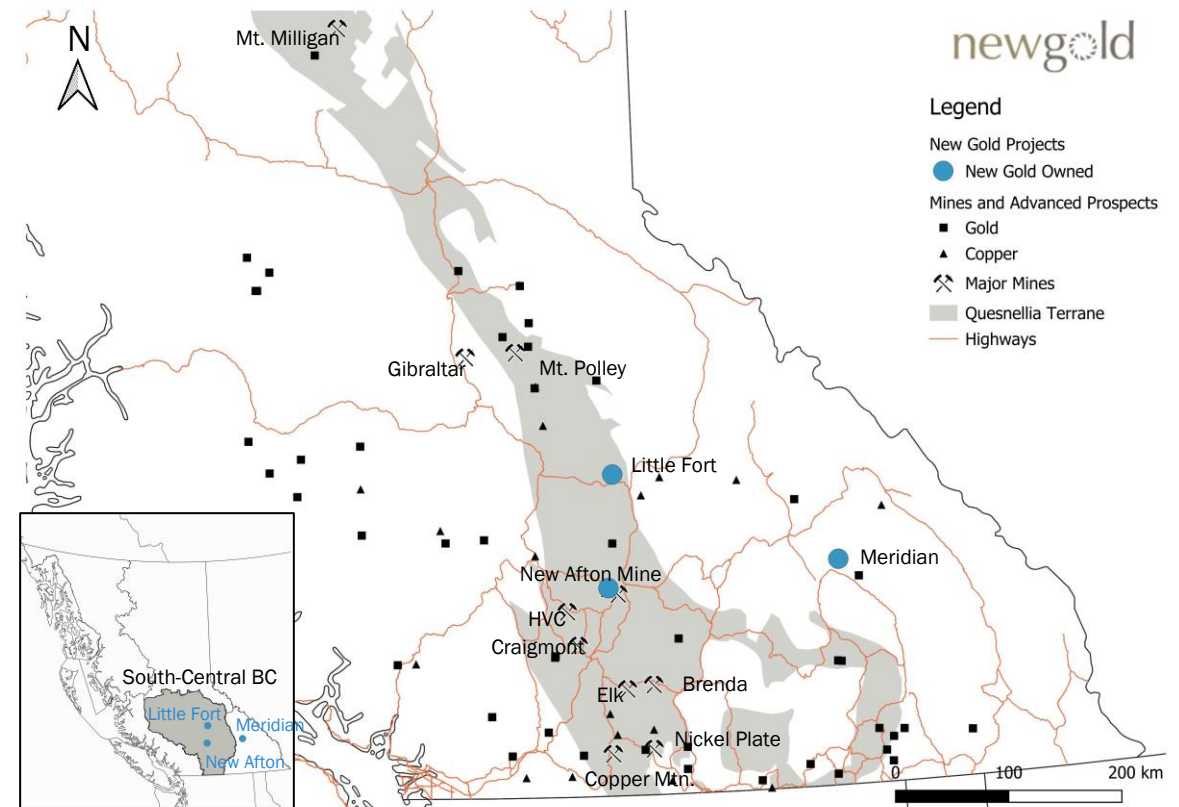 N
Mt. Milligan
newgold
Legend
New Gold Projects
New Gold Owned
Mines and Advanced Prospects
Gold
Copper
Major Mines
Quesnellia Terrane
Highways
Gibraltar
Mt. Polley
Little Fort
Meridian
New Afton Mine
HVC
Craigmont
Elk
Brenda
Nickel Plate
Copper Mtn.
South-Central BC
Little Fort
Meridian
New Afton
0 100 200 km